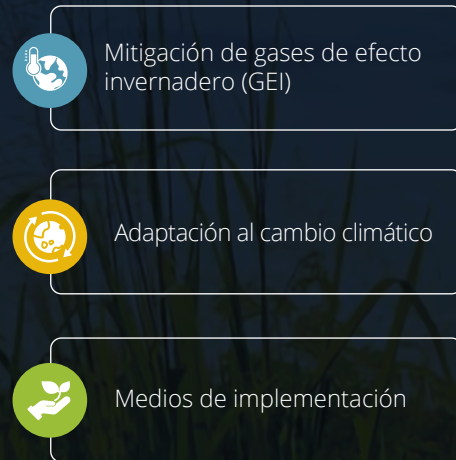 Mitigación de gases de efecto
invernadero (GEI)
Adaptación al cambio climático
Medios de implementación